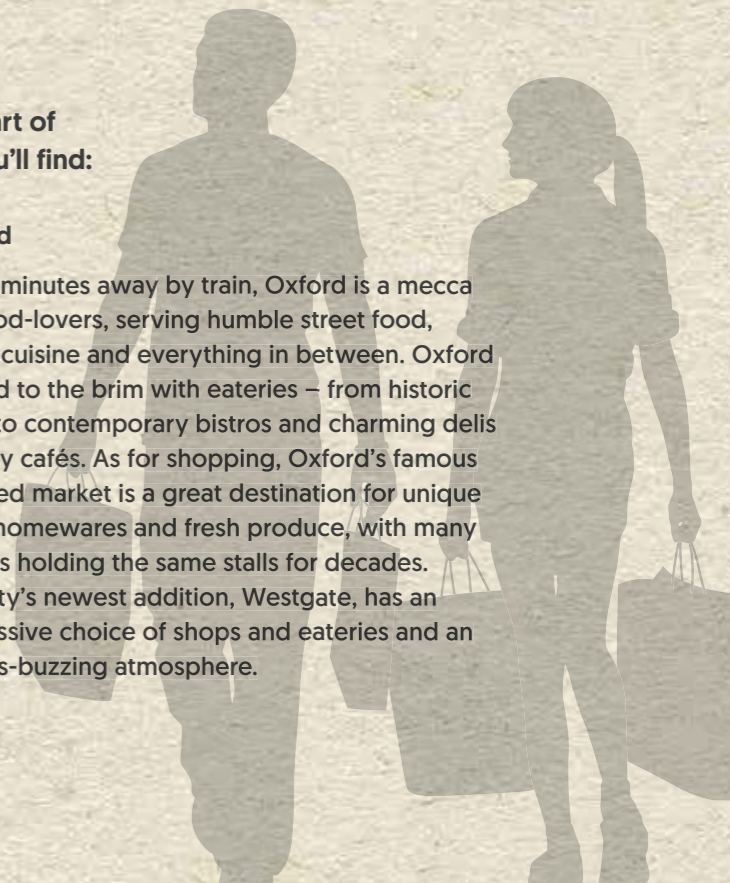 art of
u’ll find:
d
minutes away by train, Oxford is a mecca
od-lovers, serving humble street food,
cuisine and everything in between. Oxford
d to the brim with eateries – from historic
to contemporary bistros and charming delis
y cafés. As for shopping, Oxford’s famous
ed market is a great destination for unique
homewares and fresh produce, with many
s holding the same stalls for decades.
ty’s newest addition, Westgate, has an
ssive choice of shops and eateries and an
s-buzzing atmosphere.